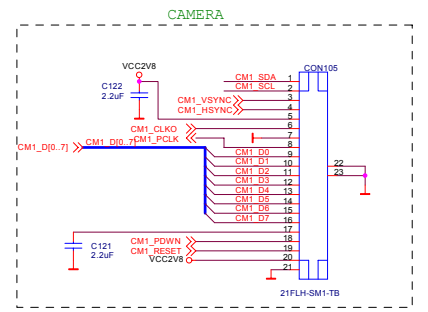 CAMERA
VCC2V8
CON105
C122
2.2uF
CM1_SDA 1
CM1_SCL 2
CM1_VSYNC 3
CM1_HSYNC 4
5
CM1_CLKO 6
CM1_PCLK 7
8
CM1_D[0..7] CM1_D[0..7]
CM1_D0 9
CM1_D1 10
CM1_D2 11
CM1_D3 12
CM1_D4 13
CM1_D5 14
CM1_D6 15
CM1_D7 16
22
23
17
C121
2.2uF
CM1_PDWN 18
CM1_RESET 19
VCC2V8 20
21
21FLH-SM1-TB